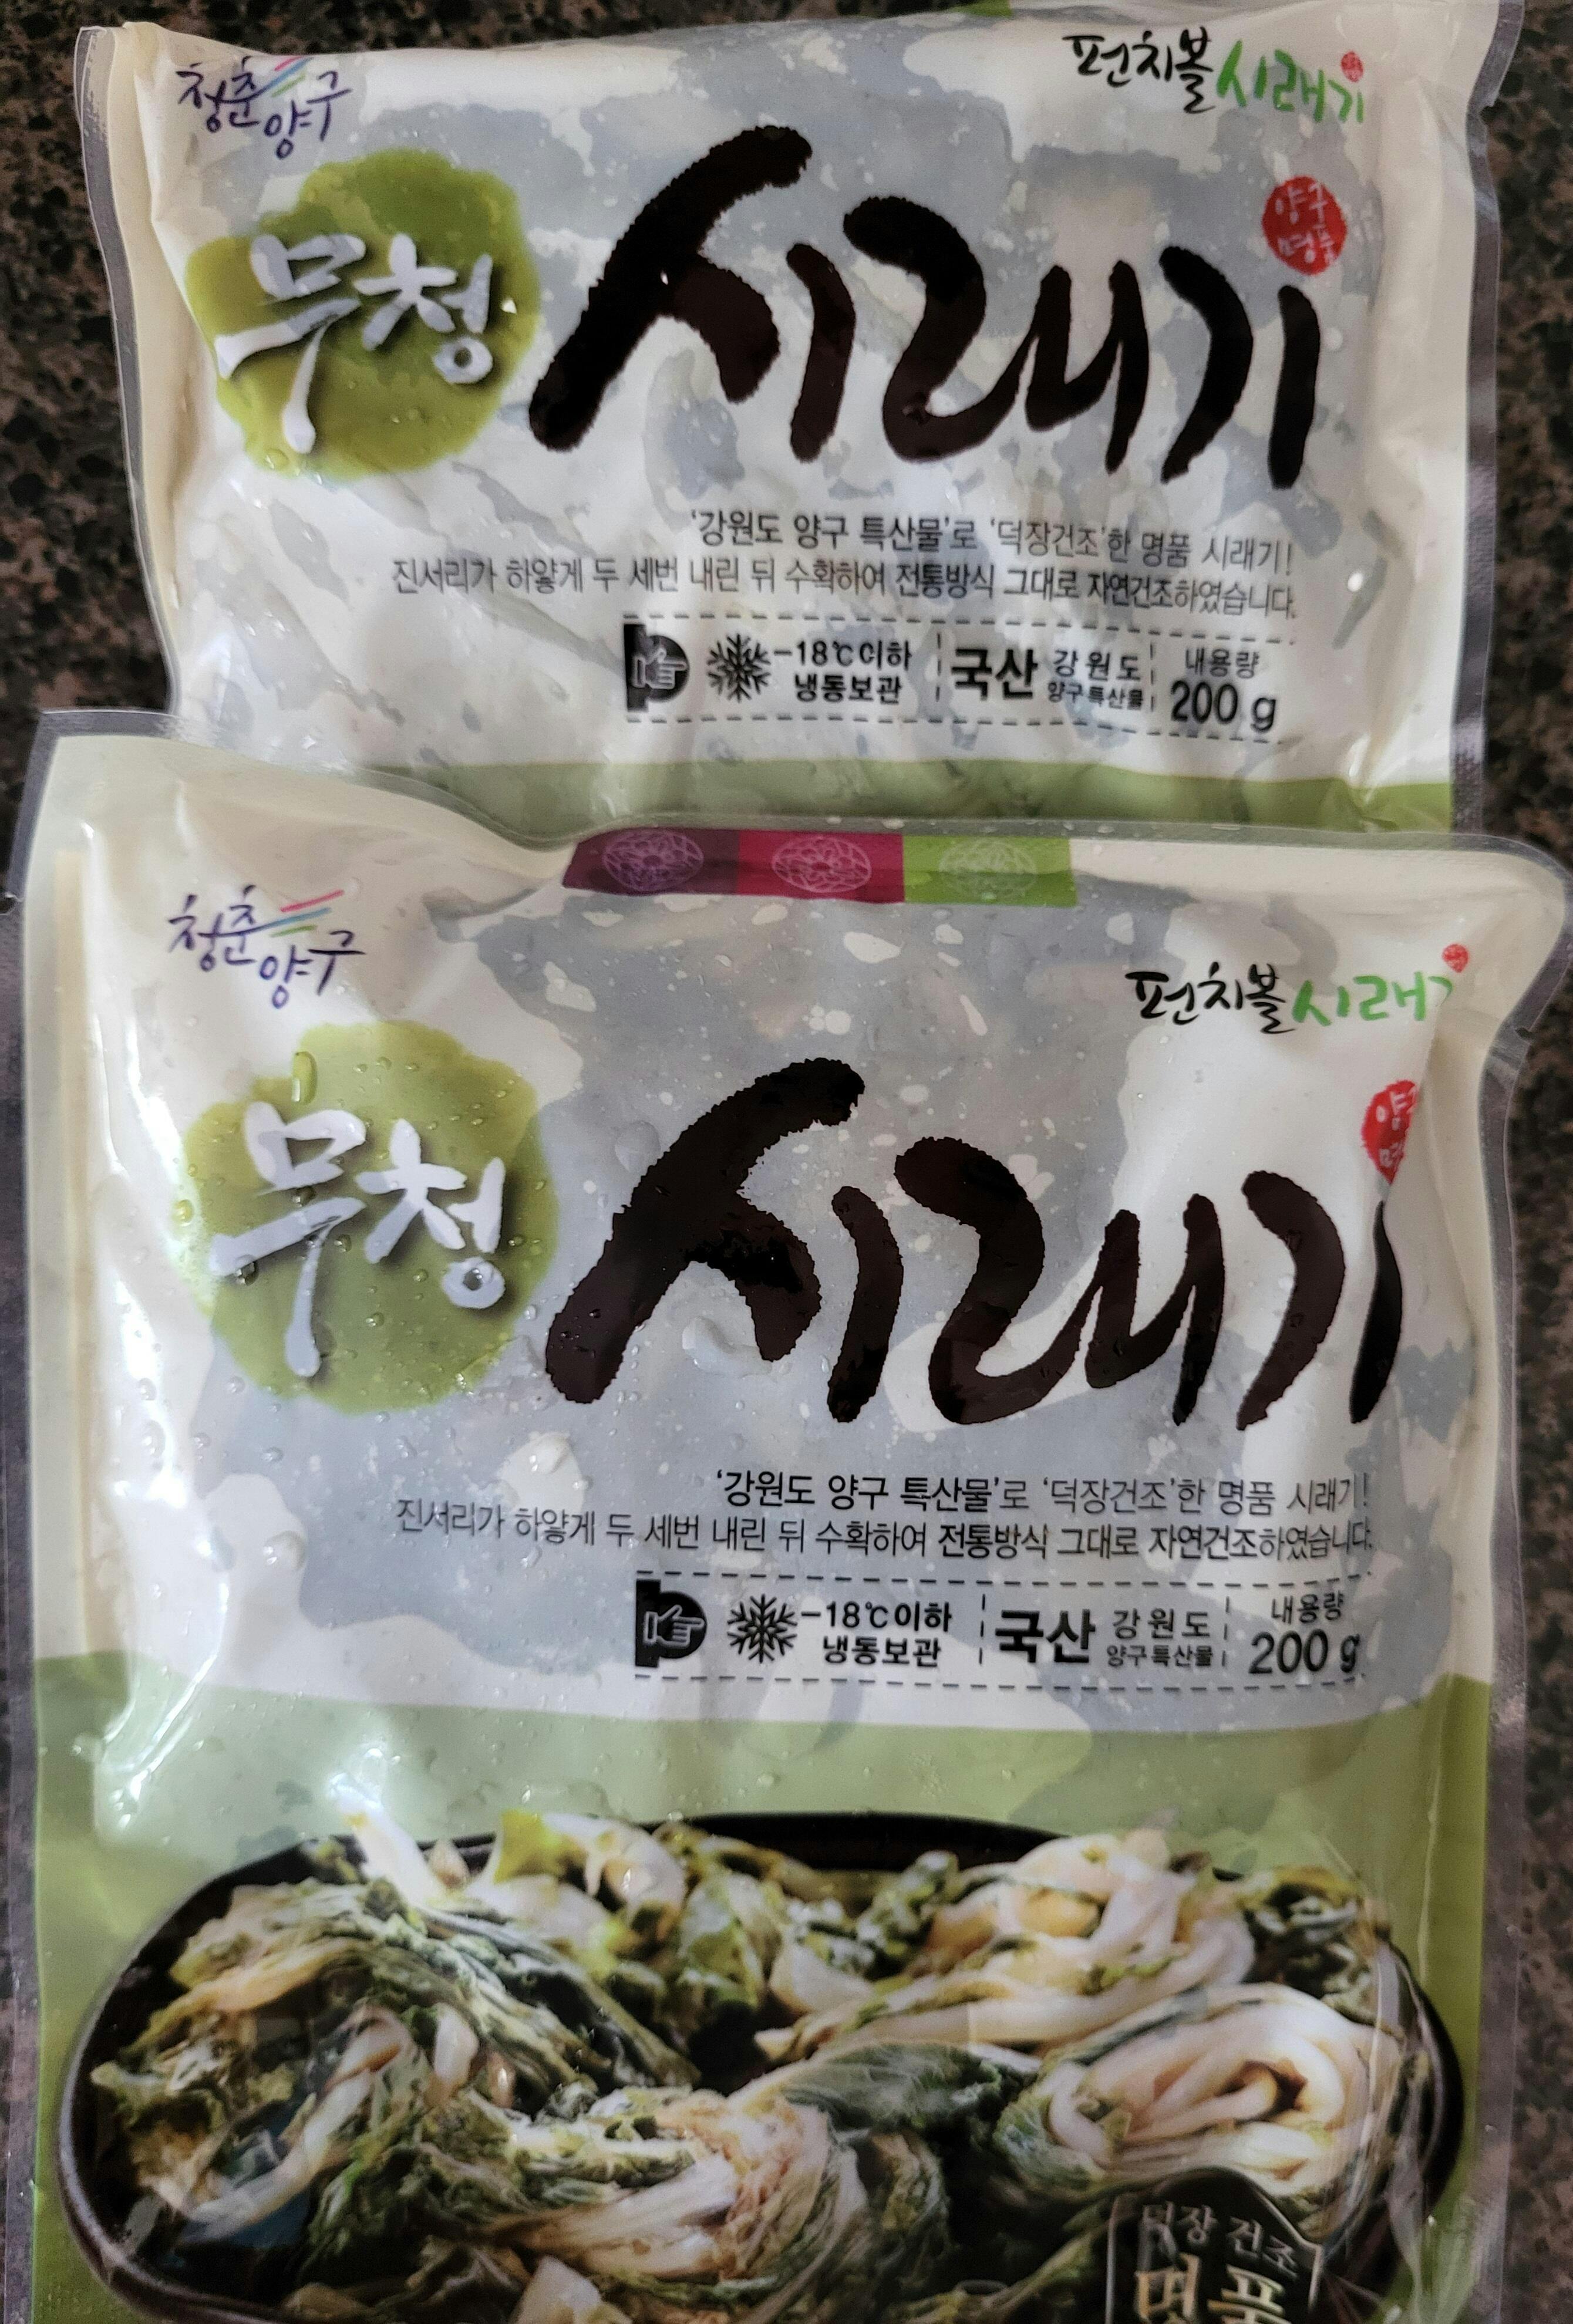 청춘양구
펀치볼 시래기
무청 시래기
양구
명품
'강원도 양구 특산물'로 '덕장건조'한 명품 시래기!
진서리가 하얗게 두 세번 내린 뒤 수확하여 전통방식 그대로 자연건조하였습니다.
-18℃이하 국산 강원도 내용량
냉동보관 양구특산물 200 g
청춘양구
펀치볼 시래기
무청 시래기
양
'강원도 양구 특산물'로 '덕장건조'한 명품 시래기!
진서리가 하얗게 두 세번 내린 뒤 수확하여 전통방식 그대로 자연건조하였습니다.
-18℃이하 국산 강원도 내용량
냉동보관 양구특산물 200 g
덕장 건조
명품